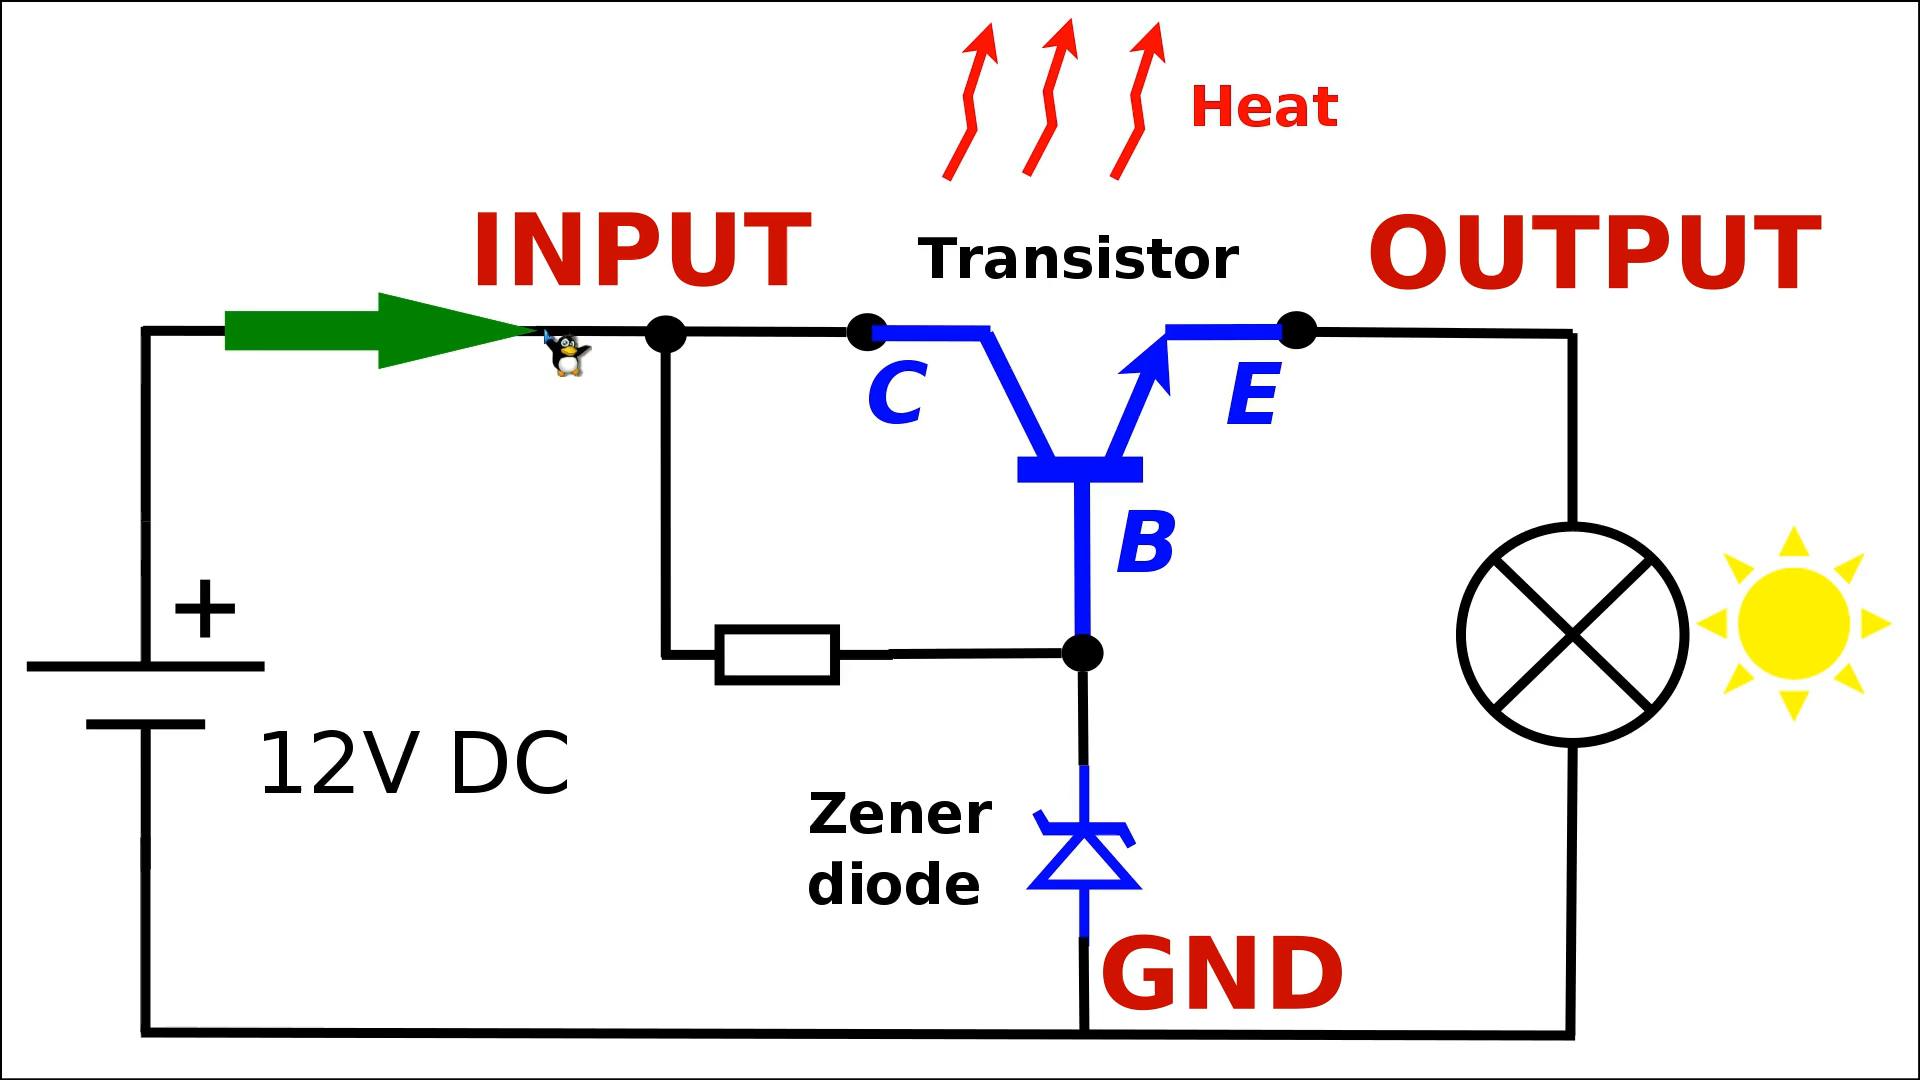 Heat
INPUT
Transistor
OUTPUT
C
E
B
+
12V DC
Zener
diode
GND